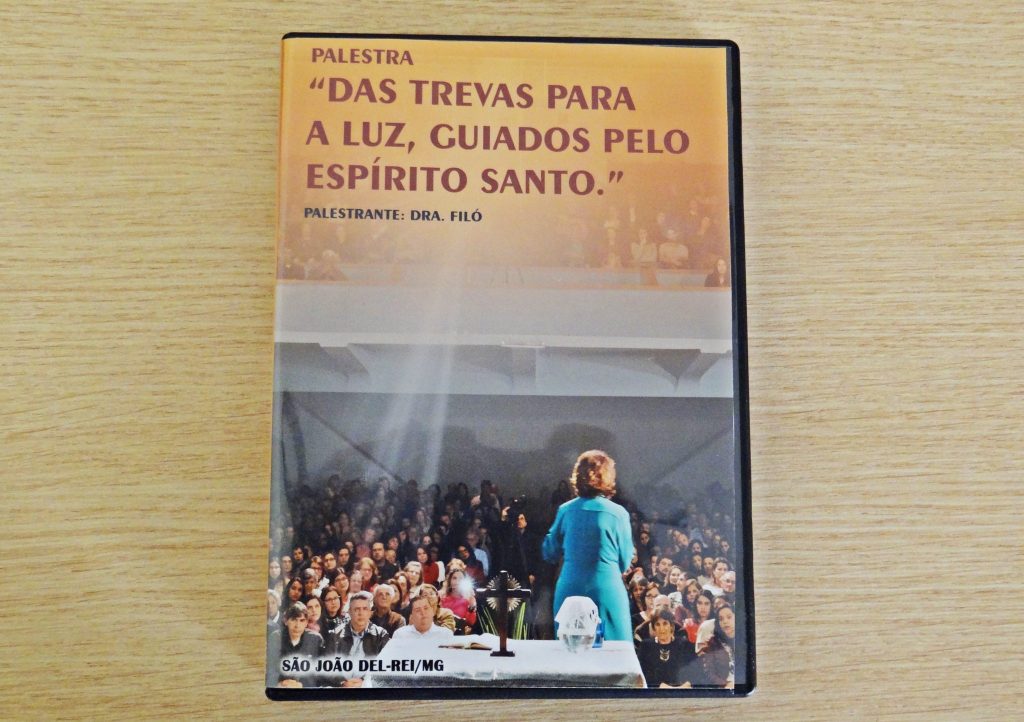 PALESTRA
“DAS TREVAS PARA
A LUZ, GUIADOS PELO
ESPÍRITO SANTO.”
PALESTRANTE: DRA. FILÓ
SÃO JOÃO DEL-REI/MG